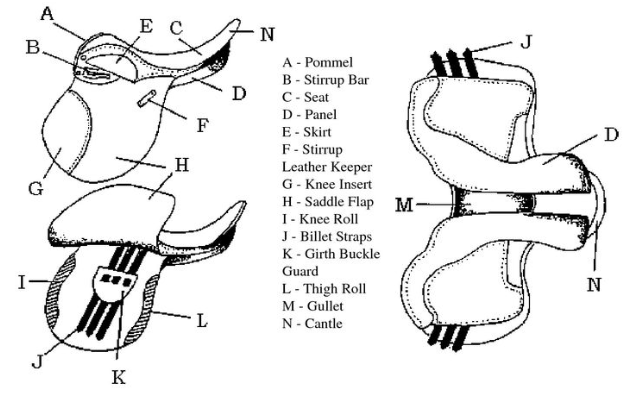 A
B
E
C
N
D
F
H
G
I
J
K
L
A - Pommel
B - Stirrup Bar
C - Seat
D - Panel
E - Skirt
F - Stirrup
Leather Keeper
G - Knee Insert
H - Saddle Flap
I - Knee Roll
J - Billet Straps
K - Girth Buckle
Guard
L - Thigh Roll
M - Gullet
N - Cantle
J
D
M
N